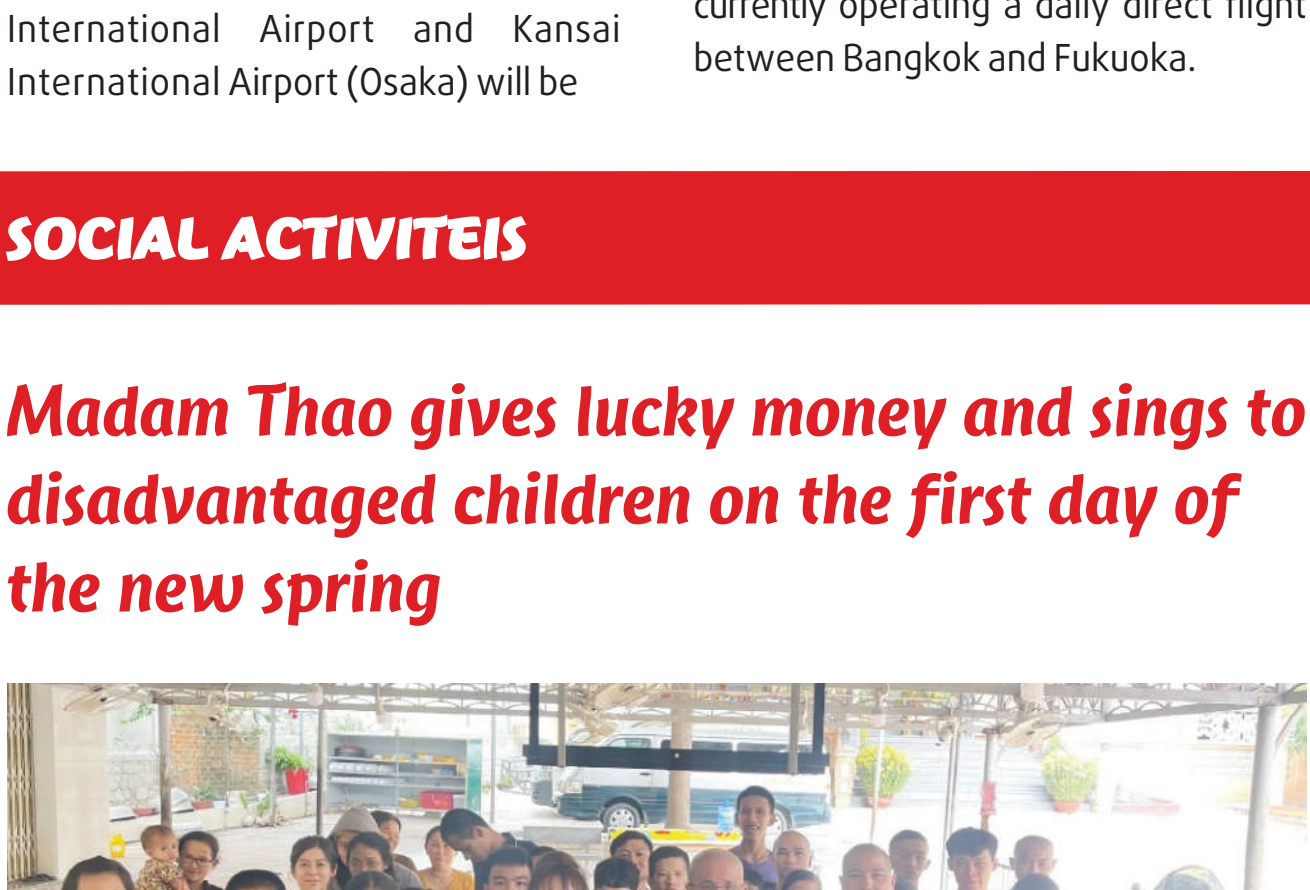 International Airport and Kansai
International Airport (Osaka) will be
currently operating a daily direct flight
between Bangkok and Fukuoka.
SOCIAL ACTIVITEIS
Madam Thao gives lucky money and sings to
disadvantaged children on the first day of
the new spring